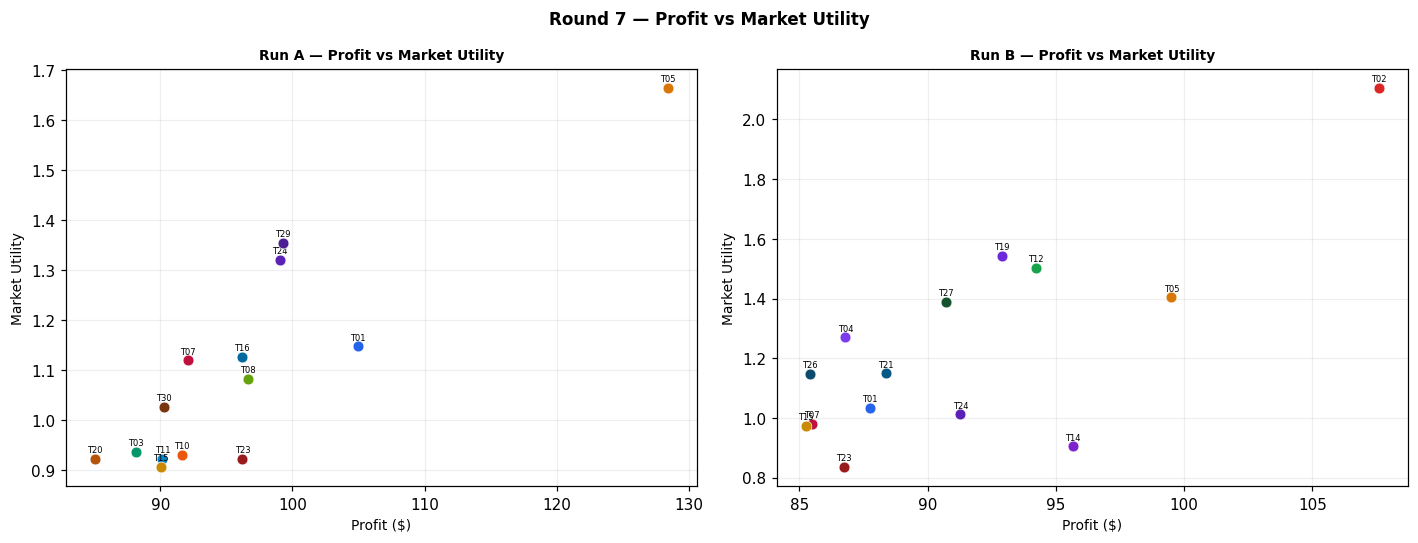 Round 7 — Profit vs Market Utility
Run A — Profit vs Market Utility
Market Utility
1.7
1.6
1.5
1.4
1.3
1.2
1.1
1.0
0.9
T05
T29
T24
T01
T16
T07
T08
T30
T10
T03
T20
T11
T15
T23
90
100
110
120
130
Profit ($)
Run B — Profit vs Market Utility
Market Utility
2.0
1.8
1.6
1.4
1.2
1.0
0.8
T02
T19
T12
T05
T27
T04
T26
T21
T01
T24
T15
T07
T14
T23
85
90
95
100
105
Profit ($)